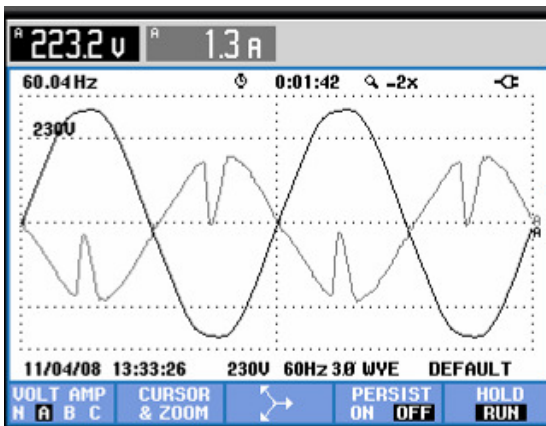 A 223.2 V A 1.3 A
60.04Hz 0:01:42 -2x
230V
A
A
11/04/08 13:33:26 230V 60Hz 3.Ø WYE DEFAULT
VOLT AMP CURSOR PERSIST HOLD
N A B C & ZOOM ON OFF RUN